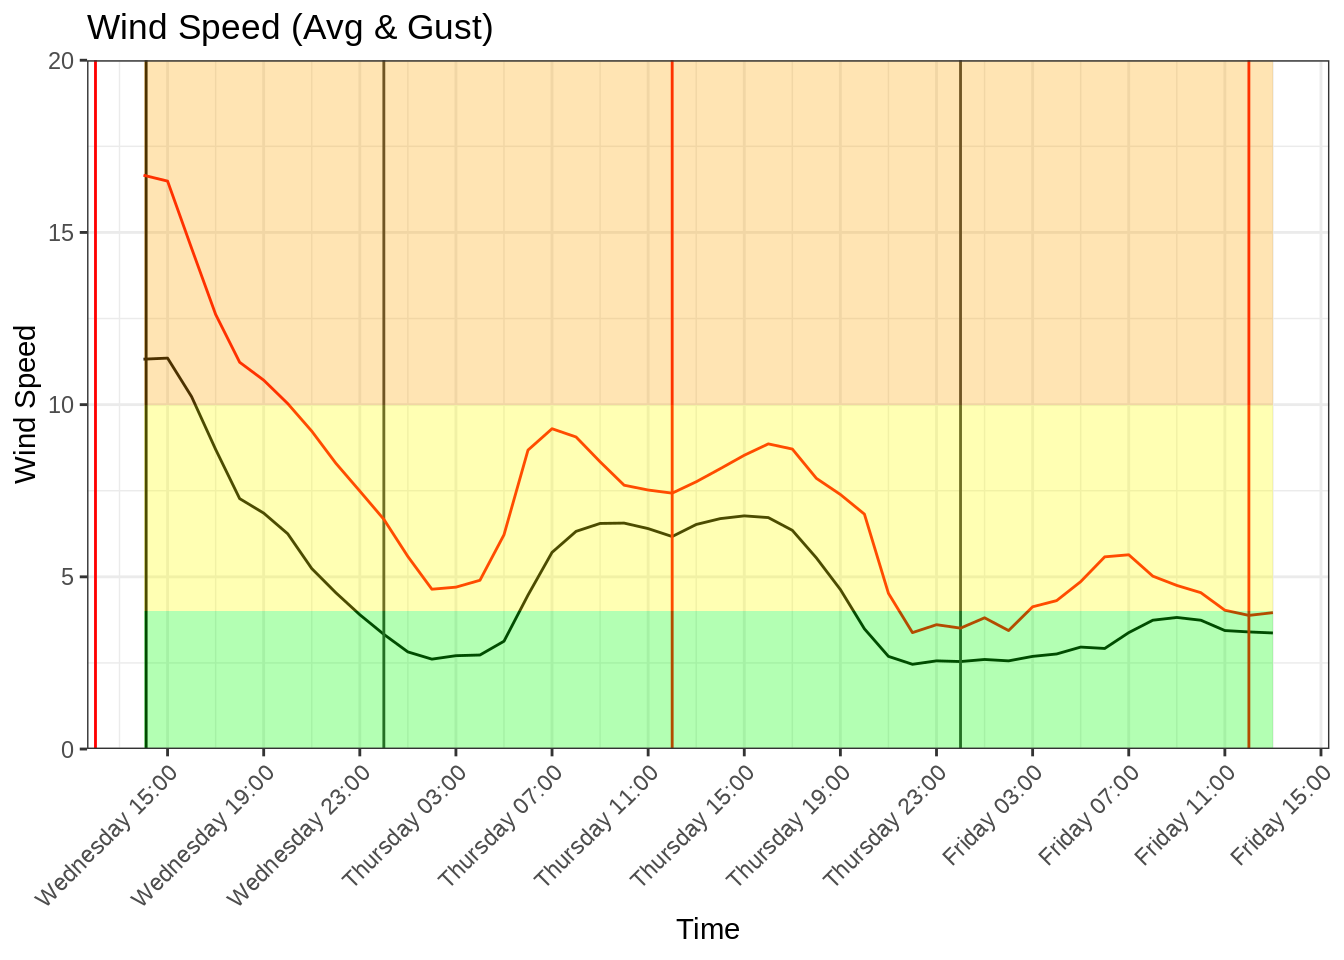 Wind Speed (Avg & Gust)
20
15
10
5
0
Wind Speed
Wednesday 15:00
Wednesday 19:00
Wednesday 23:00
Thursday 03:00
Thursday 07:00
Thursday 11:00
Thursday 15:00
Thursday 19:00
Thursday 23:00
Friday 03:00
Friday 07:00
Friday 11:00
Friday 15:00
Time